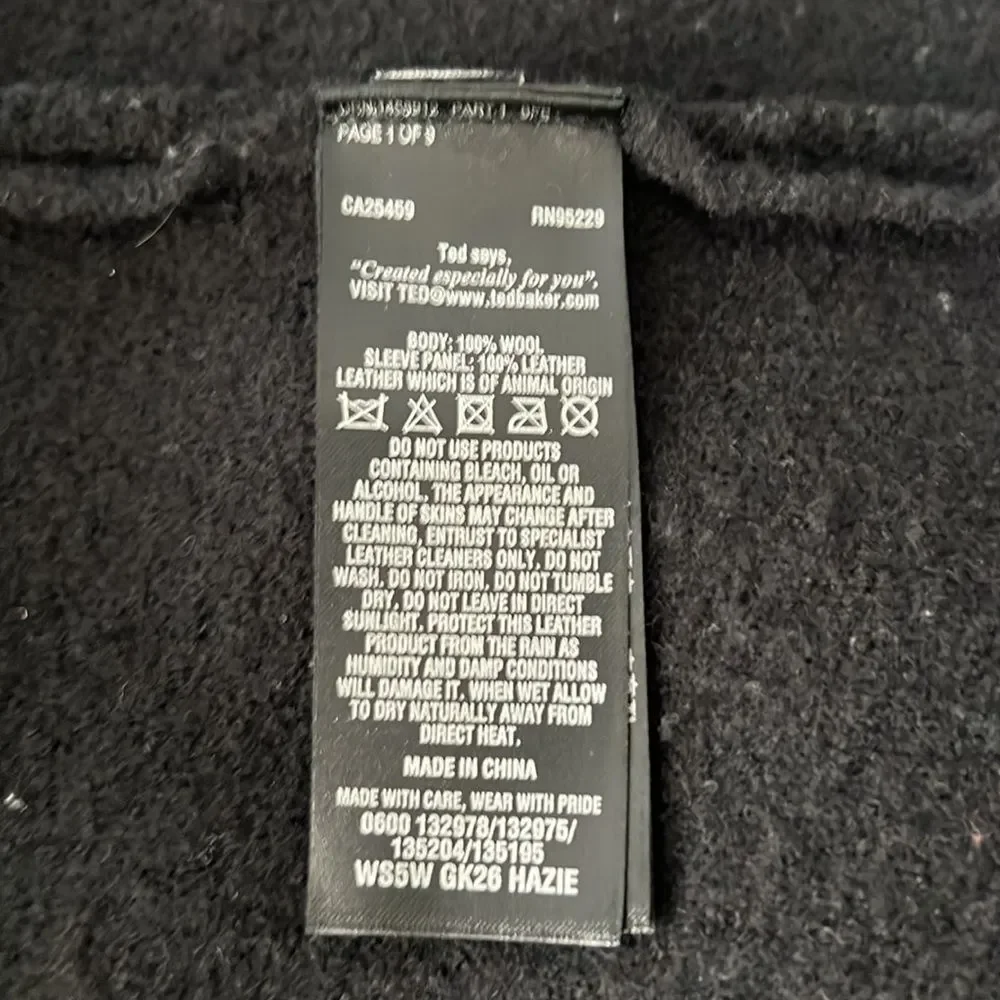 PART 1
PAGE 1 OF 9
CA25459 RN95229
Ted says,
"Created especially for you".
VISIT TED@www.tedbaker.com
BODY: 100% WOOL
SLEEVE PANEL: 100% LEATHER
LEATHER WHICH IS OF ANIMAL ORIGIN
DO NOT USE PRODUCTS
CONTAINING BLEACH, OIL OR
ALCOHOL. THE APPEARANCE AND
HANDLE OF SKINS MAY CHANGE AFTER
CLEANING, ENTRUST TO SPECIALIST
LEATHER CLEANERS ONLY. DO NOT
WASH. DO NOT IRON. DO NOT TUMBLE
DRY. DO NOT LEAVE IN DIRECT
SUNLIGHT. PROTECT THIS LEATHER
PRODUCT FROM THE RAIN AS
HUMIDITY AND DAMP CONDITIONS
WILL DAMAGE IT. WHEN WET ALLOW
TO DRY NATURALLY AWAY FROM
DIRECT HEAT.
MADE IN CHINA
MADE WITH CARE, WEAR WITH PRIDE
0600 132978/132975/
135204/135195
WS5W GK26 HAZIE